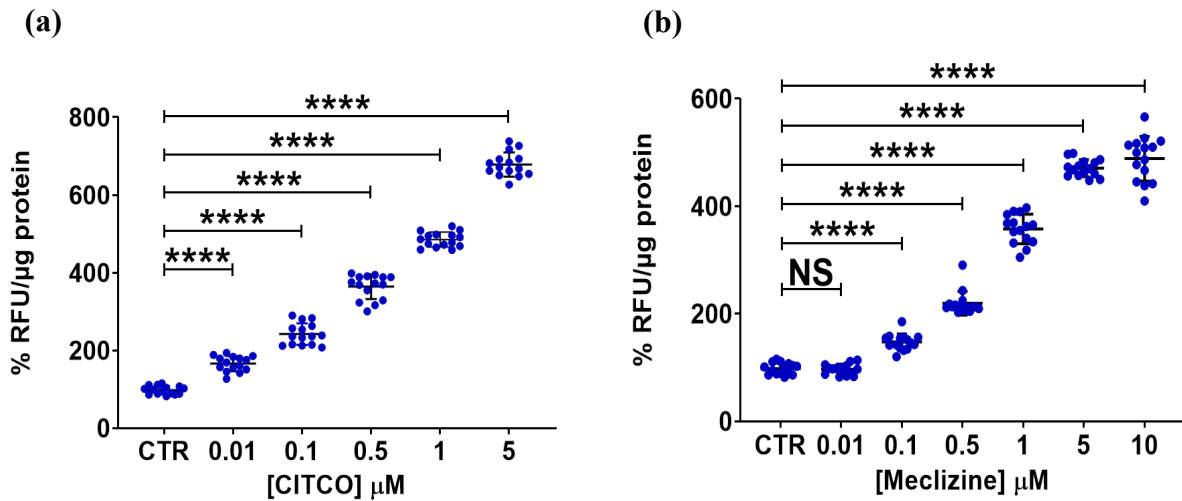 (a)
% RFU/µg protein
800
600
400
200
0
****
****
****
****
****
CTR 0.01 0.1 0.5 1 5
[CITCO] µM
(b)
% RFU/µg protein
600
400
200
0
****
****
****
****
****
NS
CTR 0.01 0.1 0.5 1 5 10
[Meclizine] µM